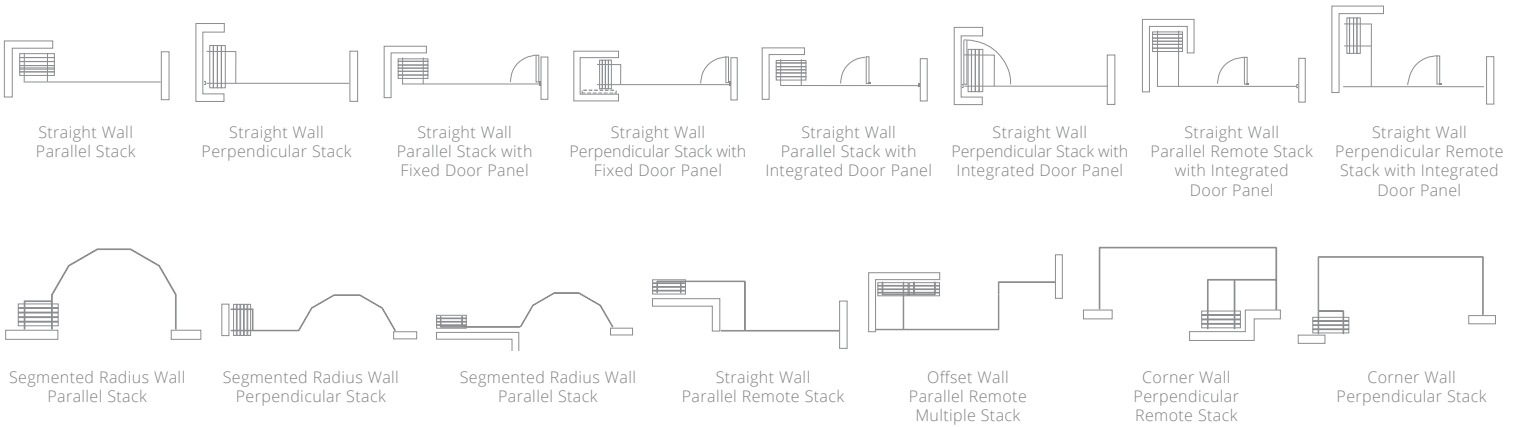 Straight Wall
Parallel Stack
Straight Wall
Perpendicular Stack
Straight Wall
Parallel Stack with
Fixed Door Panel
Straight Wall
Perpendicular Stack with
Fixed Door Panel
Straight Wall
Parallel Stack with
Integrated Door Panel
Straight Wall
Perpendicular Stack with
Integrated Door Panel
Straight Wall
Parallel Remote Stack
with Integrated
Door Panel
Straight Wall
Perpendicular Remote
Stack with Integrated
Door Panel
Segmented Radius Wall
Parallel Stack
Segmented Radius Wall
Perpendicular Stack
Segmented Radius Wall
Parallel Stack
Straight Wall
Parallel Remote Stack
Offset Wall
Parallel Remote
Multiple Stack
Corner Wall
Perpendicular
Remote Stack
Corner Wall
Perpendicular Stack